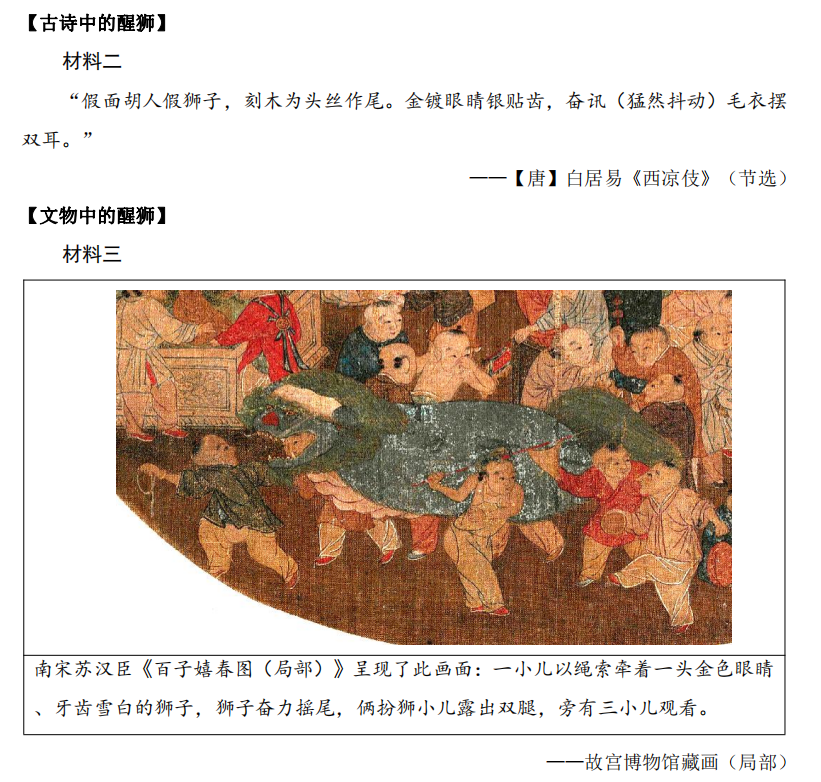 【古诗中的醒狮】
材料二
“假面胡人假狮子，刻木为头丝作尾。金镀眼睛银贴齿，奋讯（猛然抖动）毛衣摆
双耳。”
——【唐】白居易《西凉伎》（节选）
【文物中的醒狮】
材料三
南宋苏汉臣《百子嬉春图（局部）》呈现了此画面：一小儿以绳索牵着一头金色眼睛
、牙齿雪白的狮子，狮子奋力摇尾，俩扮狮小儿露出双腿，旁有三小儿观看。
——故宫博物馆藏画（局部）